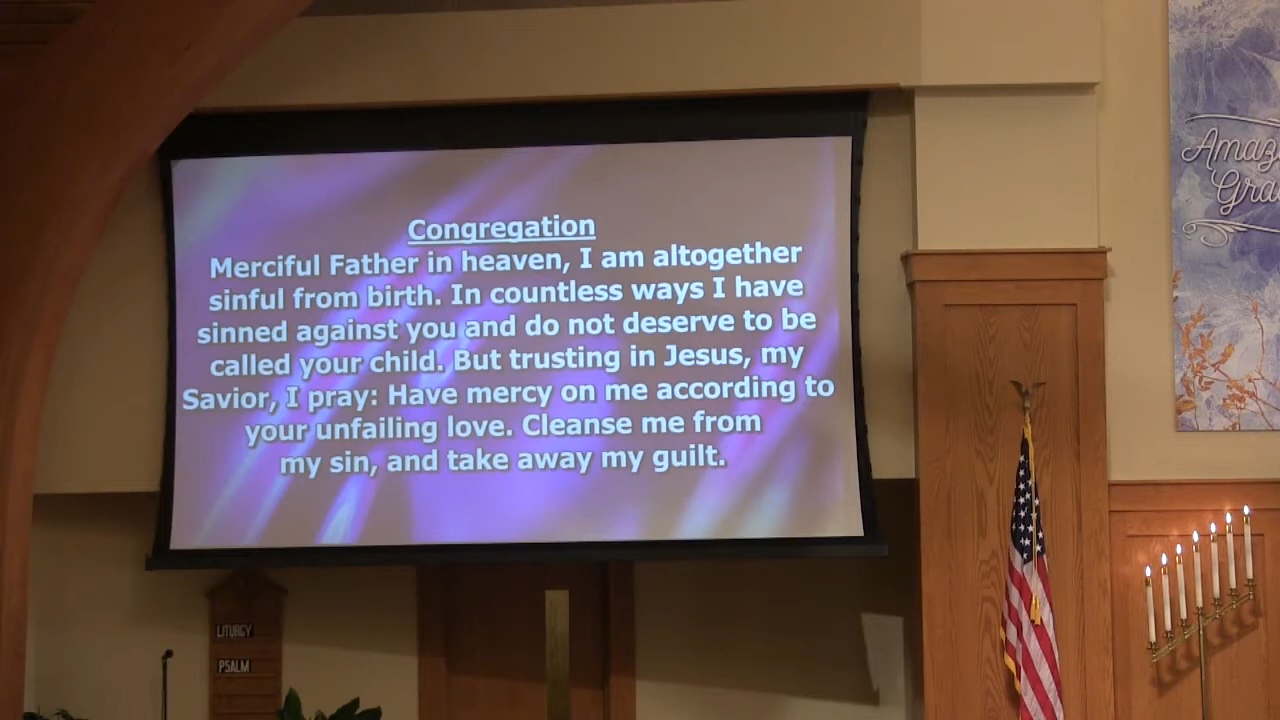 Congregation
Merciful Father in heaven, I am altogether
sinful from birth. In countless ways I have
sinned against you and do not deserve to be
called your child. But trusting in Jesus, my
Savior, I pray: Have mercy on me according to
your unfailing love. Cleanse me from
my sin, and take away my guilt.
LITURGY
PSALM